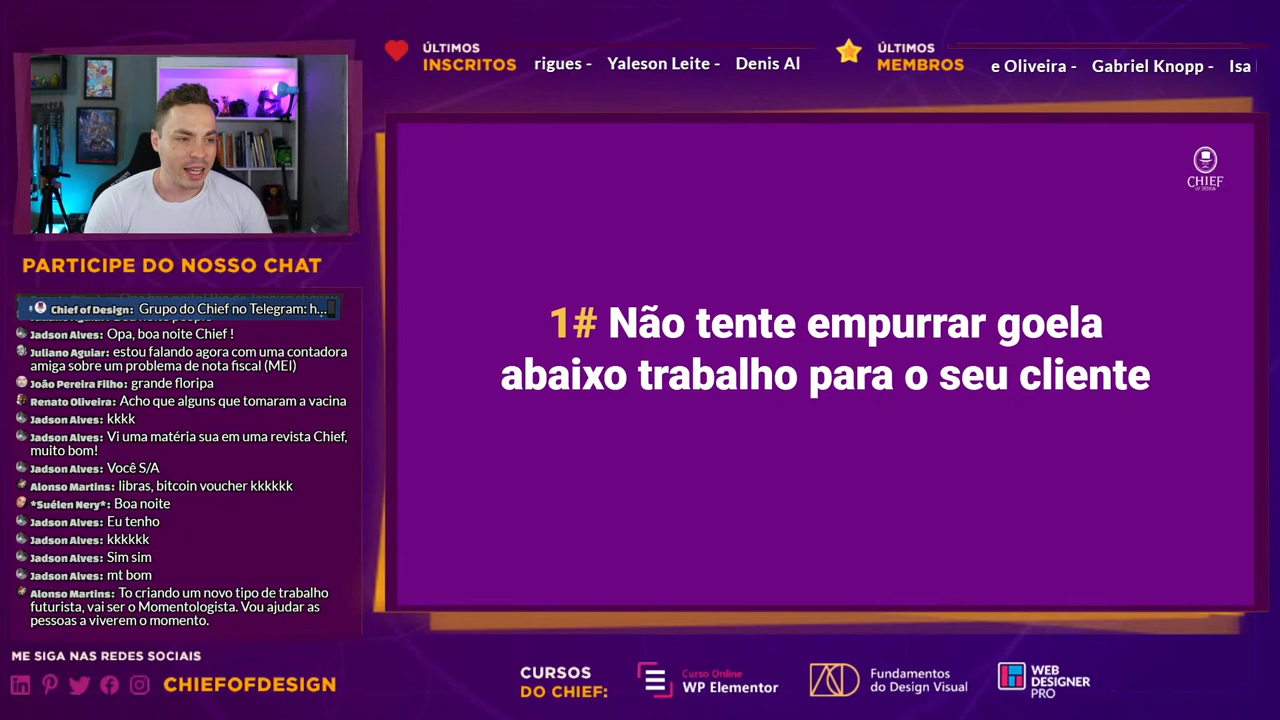 ÚLTIMOS
INSCRITOS
rigues - Yaleson Leite - Denis Al
ÚLTIMOS
MEMBROS
e Oliveira - Gabriel Knopp - Isa
CHIEF
OF DESIGN
1# Não tente empurrar goela
abaixo trabalho para o seu cliente
PARTICIPE DO NOSSO CHAT
Chief of Design: Grupo do Chief no Telegram: h...
Jadson Alves: Opa, boa noite Chief !
Juliano Aguiar: estou falando agora com uma contadora
amiga sobre um problema de nota fiscal (MEI)
João Pereira Filho: grande floripa
Renato Oliveira: Acho que alguns que tomaram a vacina
Jadson Alves: kkkk
Jadson Alves: Vi uma matéria sua em uma revista Chief,
muito bom!
Jadson Alves: Você S/A
Alonso Martins: libras, bitcoin voucher kkkkkk
*Suélen Nery*: Boa noite
Jadson Alves: Eu tenho
Jadson Alves: kkkkkk
Jadson Alves: Sim sim
Jadson Alves: mt bom
Alonso Martins: To criando um novo tipo de trabalho
futurista, vai ser o Momentologista. Vou ajudar as
pessoas a viverem o momento.
ME SIGA NAS REDES SOCIAIS
CHIEFOFDESIGN
CURSOS
DO CHIEF:
Curso Online
WP Elementor
Fundamentos
do Design Visual
WEB
DESIGNER
PRO